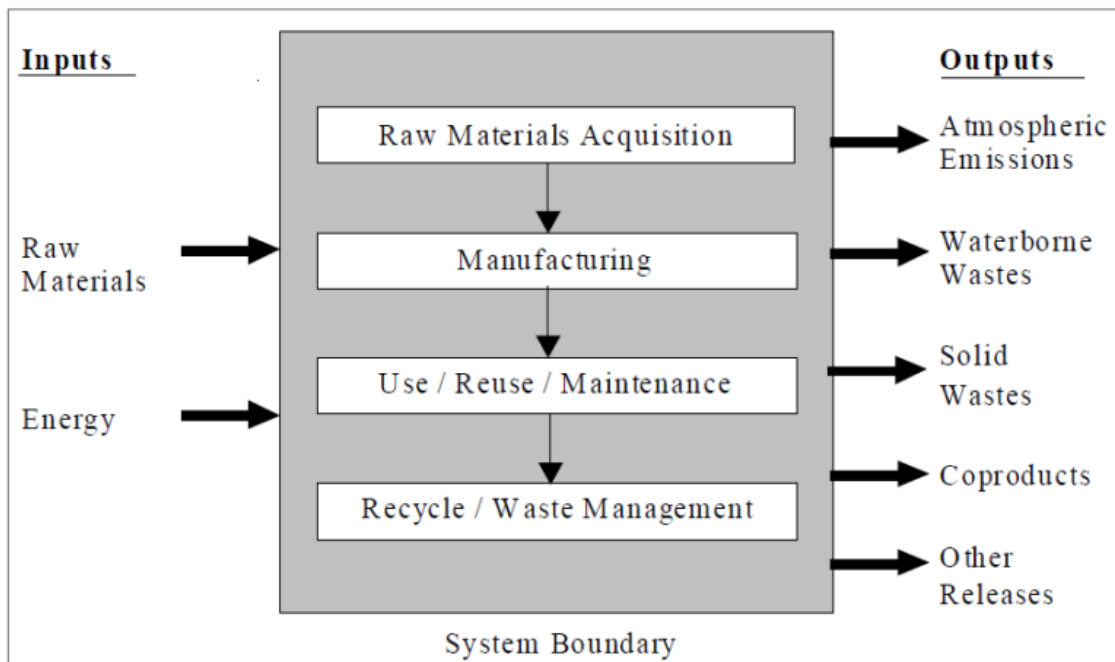 Inputs
Raw
Materials
Energy
Raw Materials Acquisition
Manufacturing
Use / Reuse / Maintenance
Recycle / Waste Management
System Boundary
Outputs
Atmospheric
Emissions
Waterborne
Wastes
Solid
Wastes
Coproducts
Other
Releases